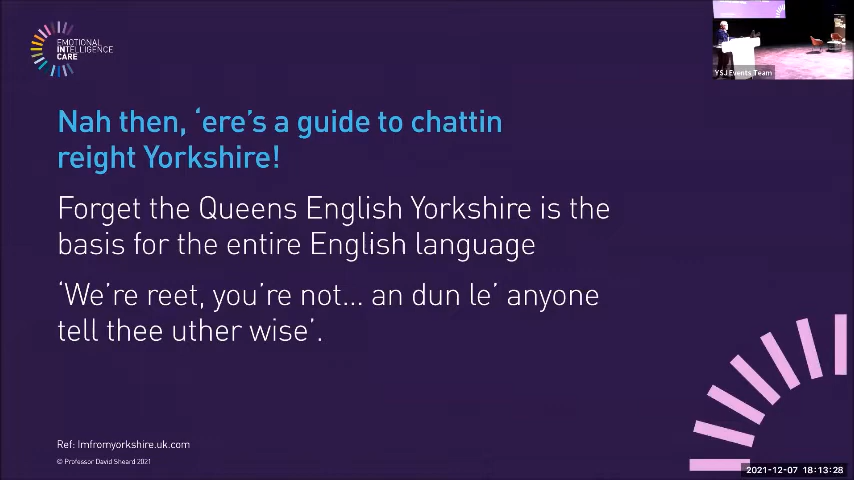 EMOTIONAL
INTELLIGENCE
CARE
YSJ Events Team
Nah then, ‘ere’s a guide to chattin
reight Yorkshire!
Forget the Queens English Yorkshire is the
basis for the entire English language
‘We’re reet, you’re not... an dun le’ anyone
tell thee uther wise’.
Ref: Imfromyorkshire.uk.com
© Professor David Sheard 2021
2021-12-07 18:13:28